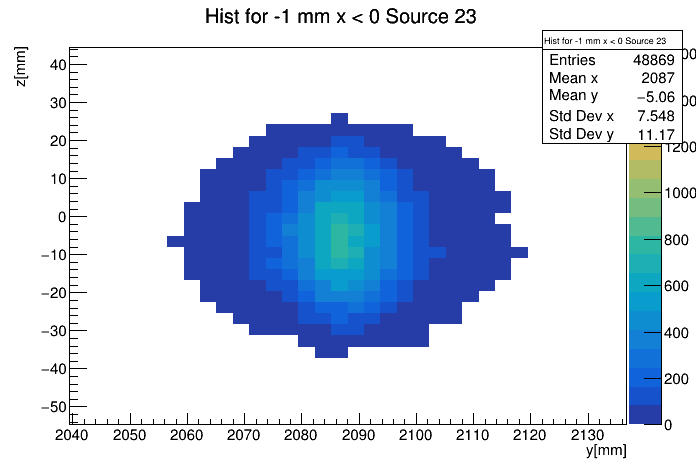 Hist for -1 mm x < 0 Source 23
Hist for -1 mm x < 0 Source 23
Entries 48869
Mean x 2087
Mean y −5.06
Std Dev x 7.548
Std Dev y 11.17
z[mm]
40
30
20
10
0
−10
−20
−30
−40
−50
2040 2050 2060 2070 2080 2090 2100 2110 2120 2130
y[mm]
1200
1000
800
600
400
200
0